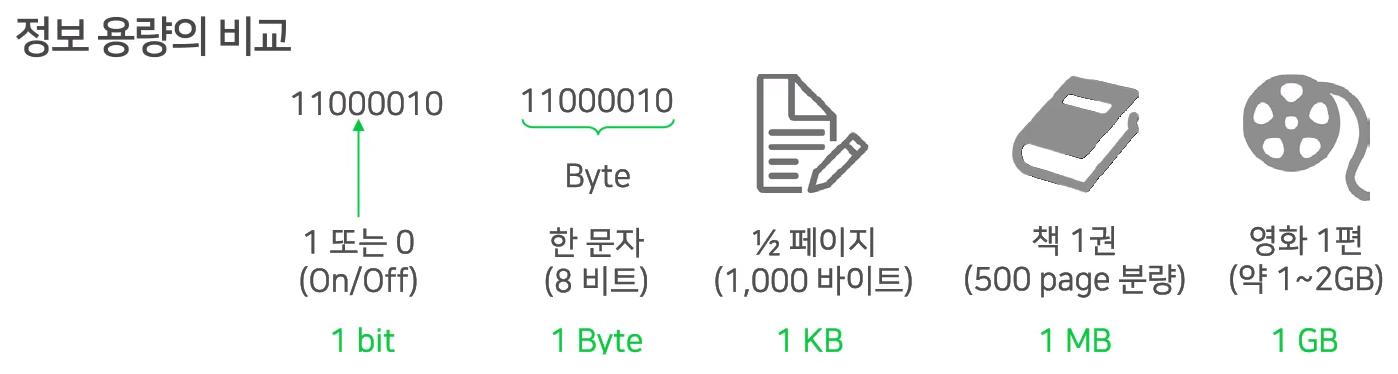 정보 용량의 비교
11000010
1 또는 0
(On/Off)
1 bit
11000010
Byte
한 문자
(8 비트)
1 Byte
½ 페이지
(1,000 바이트)
1 KB
책 1권
(500 page 분량)
1 MB
영화 1편
(약 1~2GB)
1 GB